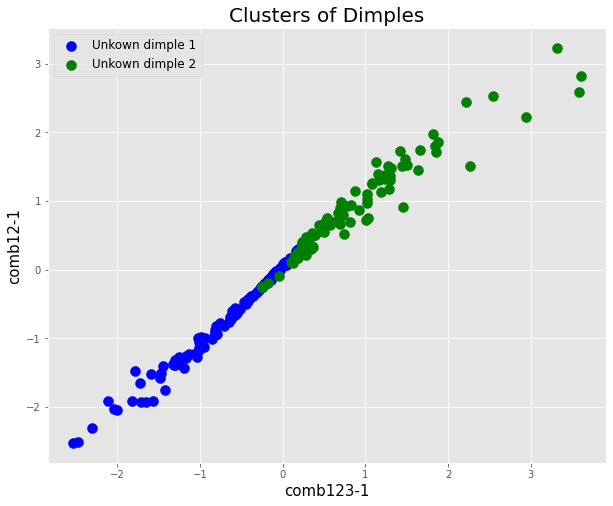 Clusters of Dimples
Unkown dimple 1
Unkown dimple 2
3
2
1
0
−1
−2
comb12-1
−2 −1 0 1 2 3
comb123-1